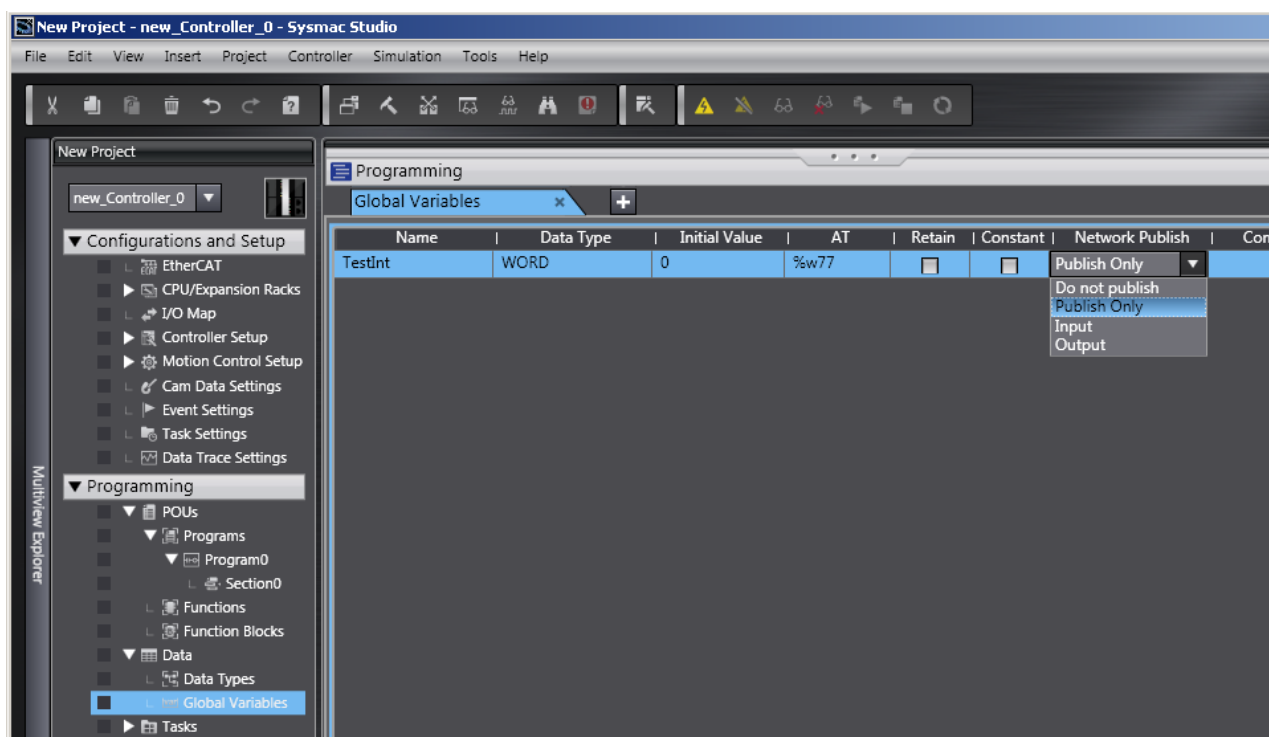 New Project - new_Controller_0 - Sysmac Studio
File Edit View Insert Project Controller Simulation Tools Help
New Project
new_Controller_0
Configurations and Setup
EtherCAT
CPU/Expansion Racks
I/O Map
Controller Setup
Motion Control Setup
Cam Data Settings
Event Settings
Task Settings
Data Trace Settings
Programming
POUs
Programs
Program0
Section0
Functions
Function Blocks
Data
Data Types
Global Variables
Tasks
Multiview Explorer
Programming
Global Variables
Name | Data Type | Initial Value | AT | Retain | Constant | Network Publish | Con
TestInt WORD 0 %w77 Publish Only
Do not publish
Publish Only
Input
Output